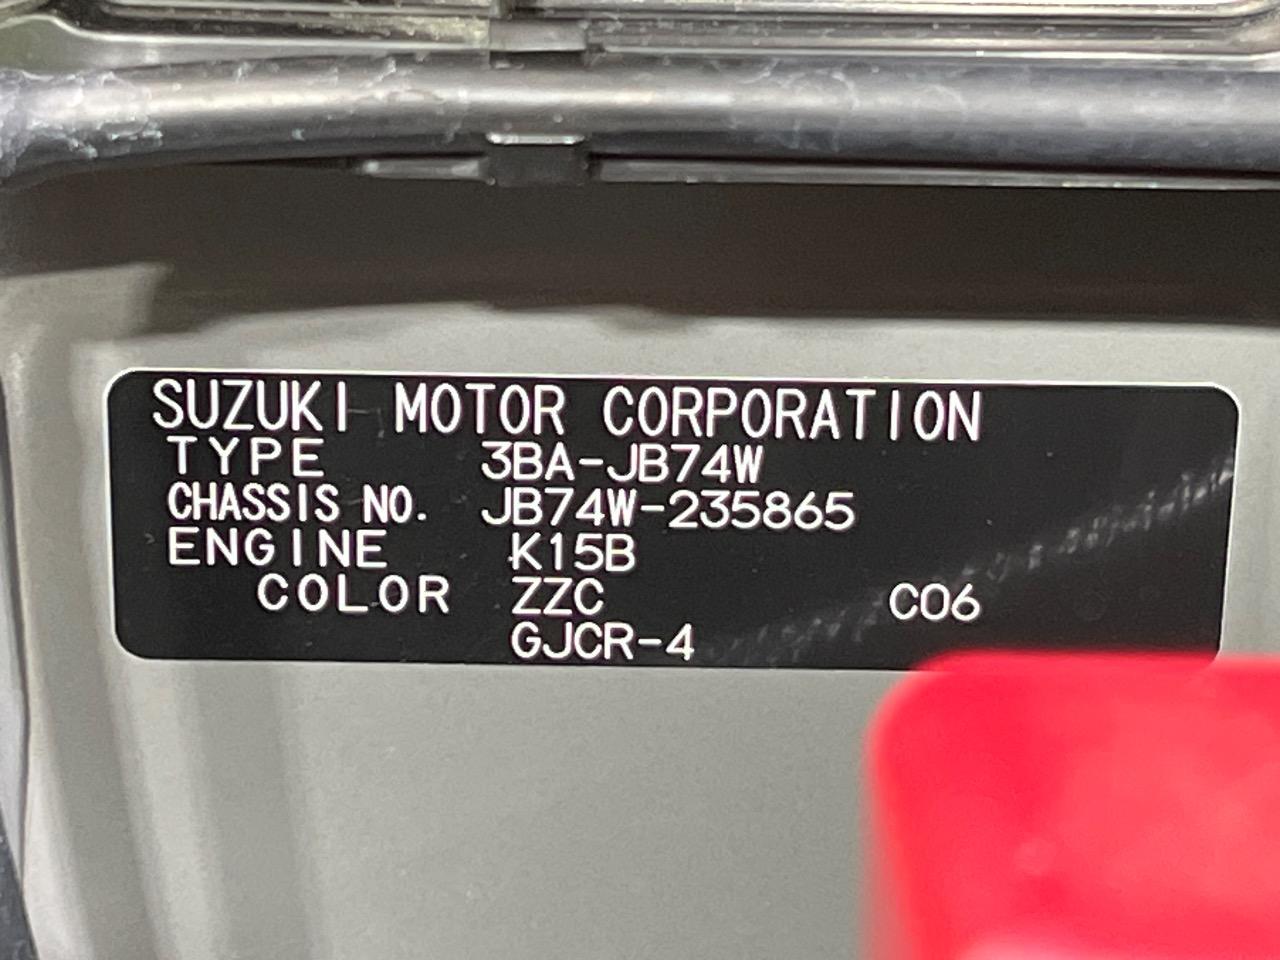 SUZUKI MOTOR CORPORATION
TYPE 3BA-JB74W
CHASSIS NO. JB74W-235865
ENGINE K15B
COLOR ZZC C06
GJCR-4